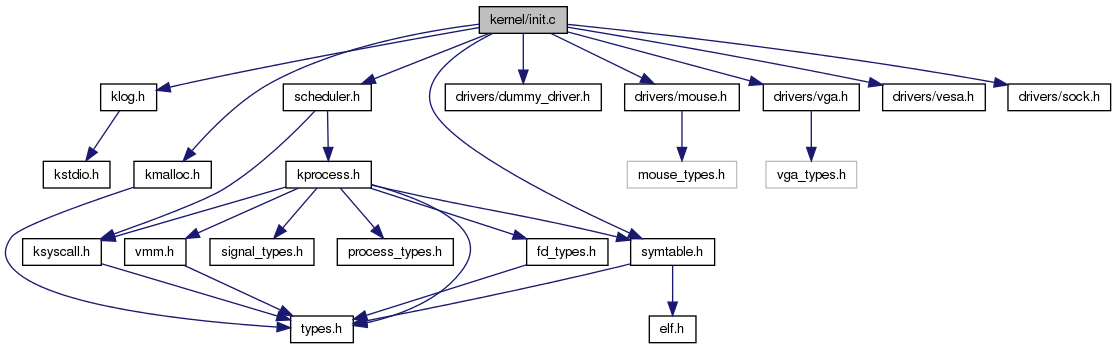 kernel/init.c
klog.h
scheduler.h
drivers/dummy_driver.h
drivers/mouse.h
drivers/vga.h
drivers/vesa.h
drivers/sock.h
kstdio.h
kmalloc.h
kprocess.h
mouse_types.h
vga_types.h
ksyscall.h
vmm.h
signal_types.h
process_types.h
fd_types.h
symtable.h
types.h
elf.h